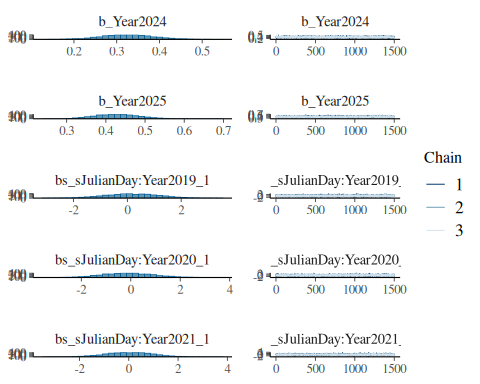 b_Year2024 b_Year2024
0.2 0.3 0.4 0.5 0 500 1000 1500
b_Year2025 b_Year2025
0.3 0.4 0.5 0.6 0.7 0 500 1000 1500
Chain
1
2
3
bs_sJulianDay:Year2019_1 _sJulianDay:Year2019_
-2 0 2 0 500 1000 1500
bs_sJulianDay:Year2020_1 _sJulianDay:Year2020_
-2 0 2 4 0 500 1000 1500
bs_sJulianDay:Year2021_1 _sJulianDay:Year2021_
-2 0 2 4 0 500 1000 1500